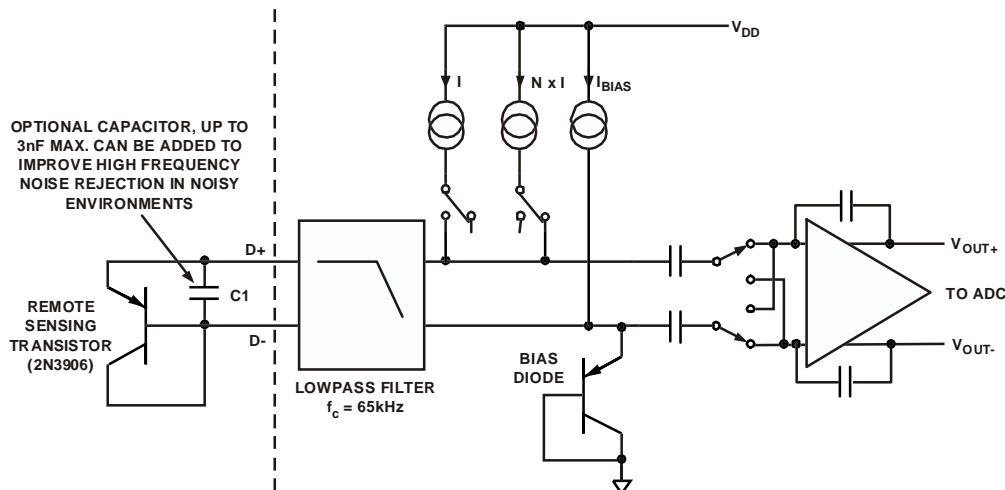 V_DD
I
N x I
I_BIAS
OPTIONAL CAPACITOR, UP TO
3nF MAX. CAN BE ADDED TO
IMPROVE HIGH FREQUENCY
NOISE REJECTION IN NOISY
ENVIRONMENTS
D+
C1
D-
REMOTE
SENSING
TRANSISTOR
(2N3906)
LOWPASS FILTER
f_c = 65kHz
BIAS
DIODE
V_OUT+
TO ADC
V_OUT-